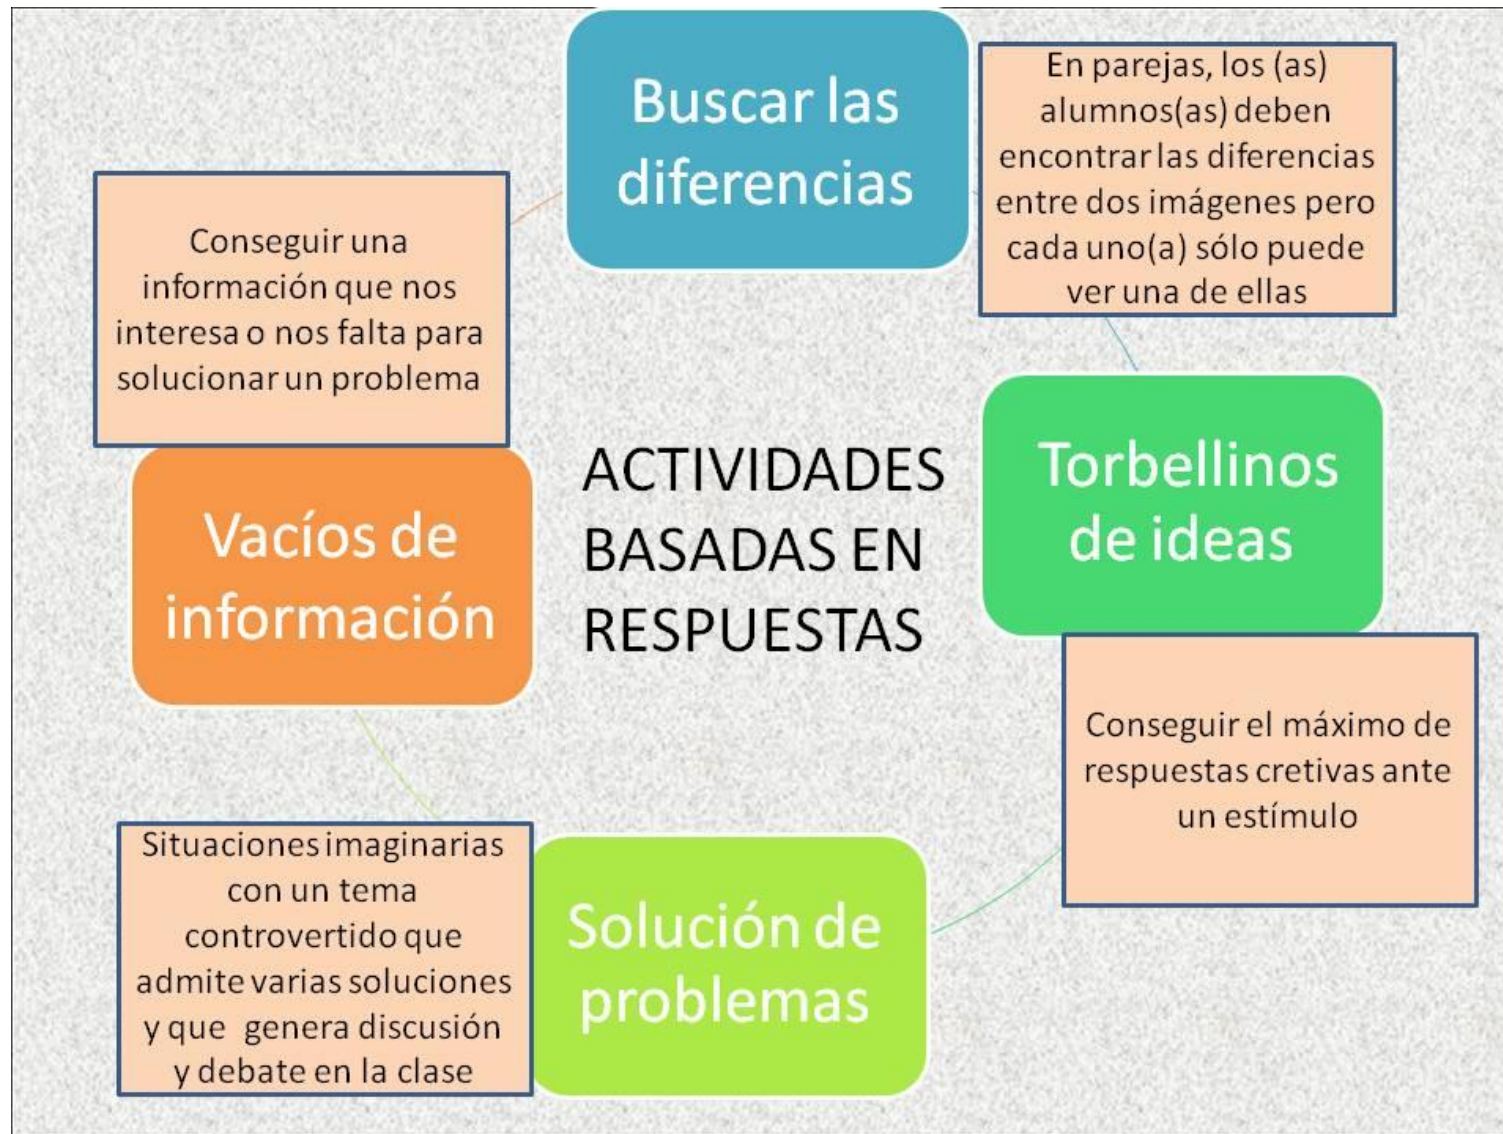 Buscar las
diferencias
En parejas, los (as)
alumnos(as) deben
encontrar las diferencias
entre dos imágenes pero
cada uno(a) sólo puede
ver una de ellas
Conseguir una
información que nos
interesa o nos falta para
solucionar un problema
Vacíos de
información
ACTIVIDADES
BASADAS EN
RESPUESTAS
Torbellinos
de ideas
Conseguir el máximo de
respuestas cretivas ante
un estímulo
Situaciones imaginarias
con un tema
controvertido que
admite varias soluciones
y que genera discusión
y debate en la clase
Solución de
problemas